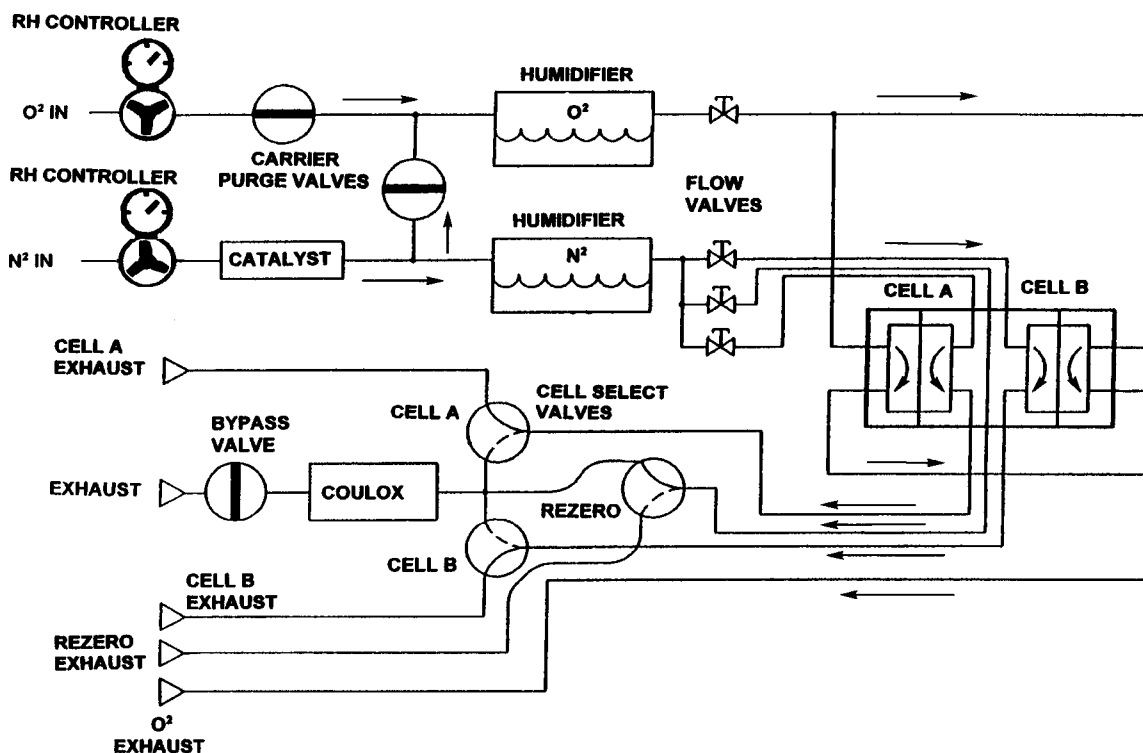 RH CONTROLLER
O² IN
CARRIER
PURGE VALVES
HUMIDIFIER
O²
RH CONTROLLER
N² IN
CATALYST
HUMIDIFIER
N²
FLOW
VALVES
CELL A
CELL B
CELL A
EXHAUST
CELL A
CELL SELECT
VALVES
BYPASS
VALVE
EXHAUST
COULOX
REZERO
CELL B
CELL B
EXHAUST
REZERO
EXHAUST
O²
EXHAUST